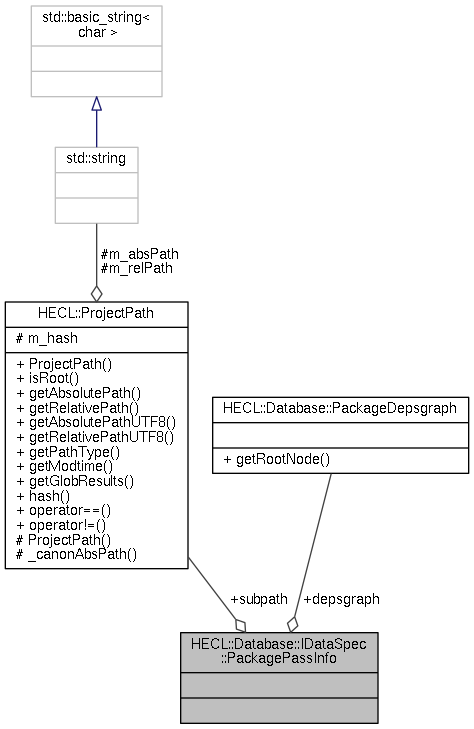 std::basic_string<
char >
std::string
#m_absPath
#m_relPath
HECL::ProjectPath
# m_hash
+ ProjectPath()
+ isRoot()
+ getAbsolutePath()
+ getRelativePath()
+ getAbsolutePathUTF8()
+ getRelativePathUTF8()
+ getPathType()
+ getModtime()
+ getGlobResults()
+ hash()
+ operator==()
+ operator!=()
# ProjectPath()
# _canonAbsPath()
HECL::Database::PackageDepsgraph
+ getRootNode()
+subpath
+depsgraph
HECL::Database::IDataSpec
::PackagePassInfo